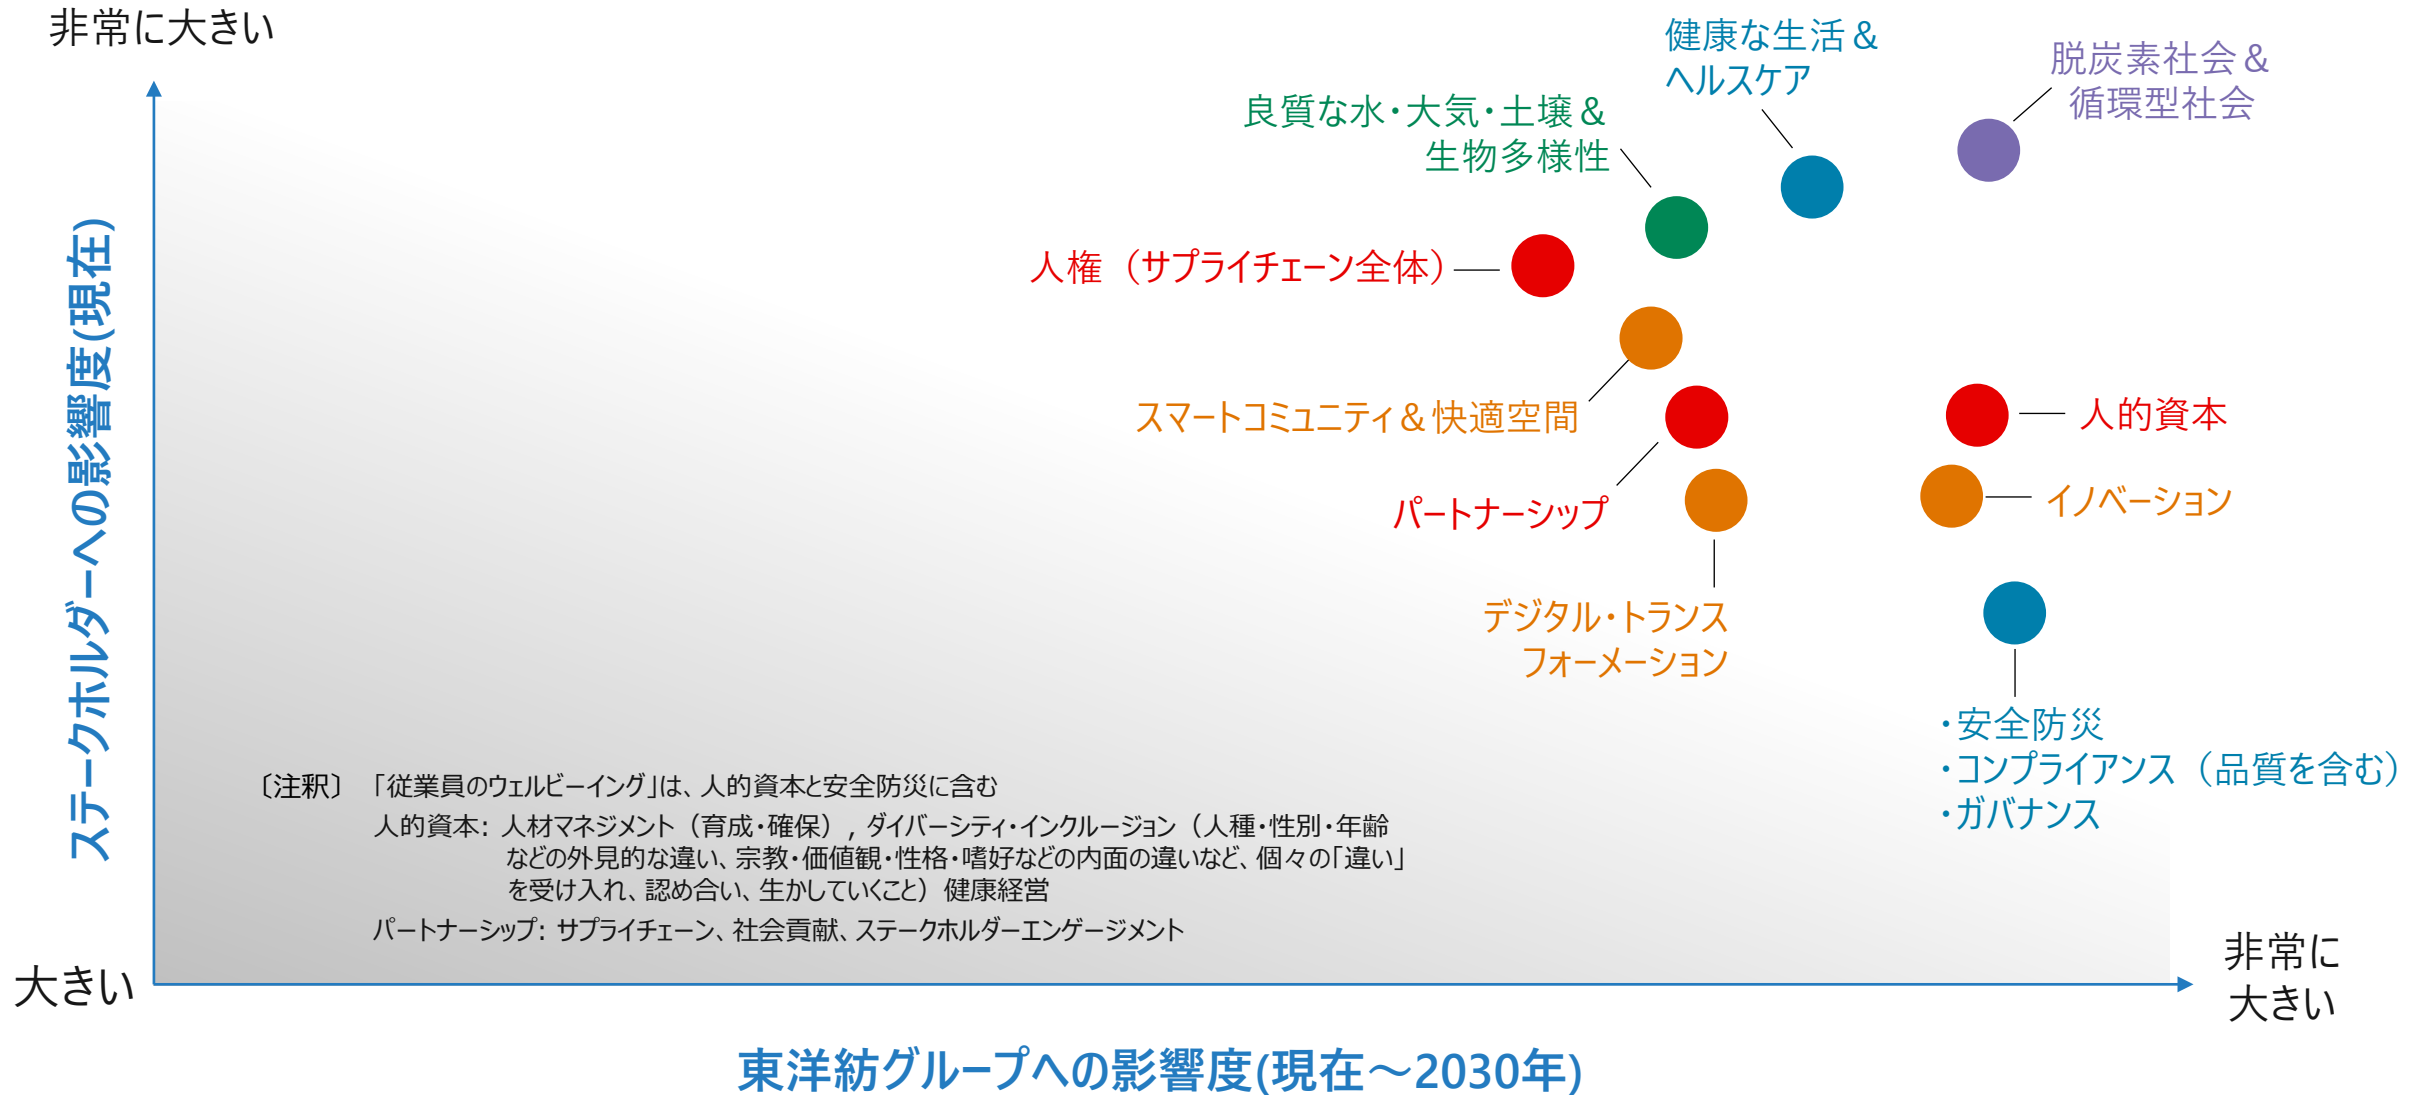 非常に大きい
健康な生活＆
ヘルスケア
脱炭素社会＆
循環型社会
良質な水・大気・土壌＆
生物多様性
人権（サプライチェーン全体）
スマートコミュニティ＆快適空間
人的資本
パートナーシップ
イノベーション
デジタル・トランス
フォーメーション
・安全防災
・コンプライアンス（品質を含む）
・ガバナンス
ステークホルダーへの影響度(現在)
〔注釈〕 「従業員のウェルビーイング」は、人的資本と安全防災に含む
人的資本: 人材マネジメント（育成・確保）, ダイバーシティ・インクルージョン（人種・性別・年齢
などの外見的な違い、宗教・価値観・性格・嗜好などの内面の違いなど、個々の「違い」
を受け入れ、認め合い、生かしていくこと）健康経営
パートナーシップ: サプライチェーン、社会貢献、ステークホルダーエンゲージメント
大きい
非常に
大きい
東洋紡グループへの影響度(現在～2030年)